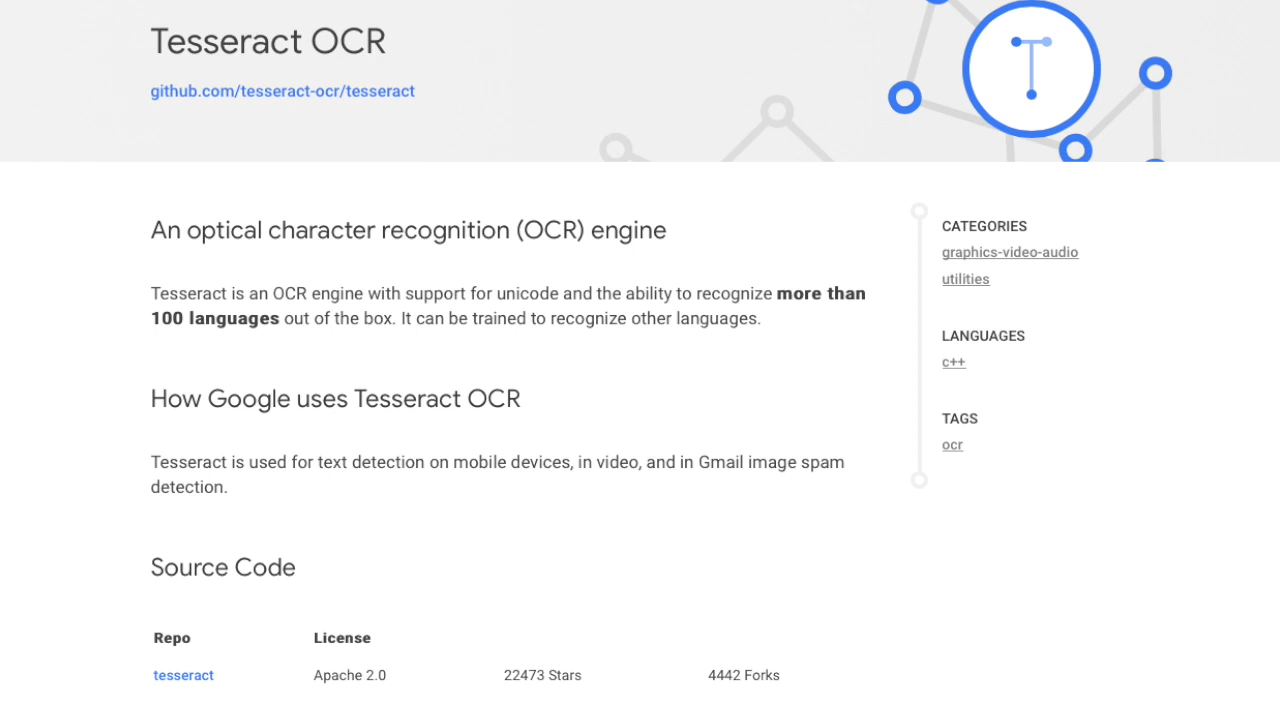 Tesseract OCR
github.com/tesseract-ocr/tesseract
T
An optical character recognition (OCR) engine
Tesseract is an OCR engine with support for unicode and the ability to recognize more than
100 languages out of the box. It can be trained to recognize other languages.
How Google uses Tesseract OCR
Tesseract is used for text detection on mobile devices, in video, and in Gmail image spam
detection.
Source Code
Repo License
tesseract Apache 2.0 22473 Stars 4442 Forks
CATEGORIES
graphics-video-audio
utilities
LANGUAGES
c++
TAGS
ocr